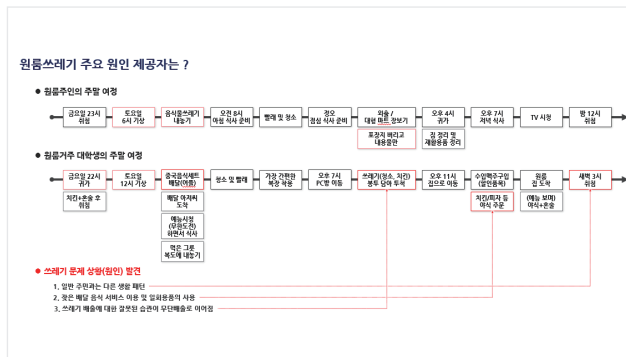 원룸쓰레기 주요 원인 제공자는 ?
● 원룸주인의 주말 여정
금요일 23시
취침
토요일
6시 기상
음식물쓰레기
내놓기
오전 8시
아침 식사 준비
빨래 및 청소
정오
점심 식사 준비
외출 /
대형 마트 장보기
포장지 버리고
내용물만
오후 4시
귀가
짐 정리 및
재활용품 정리
오후 7시
저녁 식사
TV 시청
밤 12시
취침
● 원룸거주 대학생의 주말 여정
금요일 22시
귀가
치킨+혼술 후
취침
토요일
12시 기상
중국음식세트
배달(이틀)
배달 아저씨
도착
예능시청
(무한도전)
하면서 식사
먹은 그릇
복도에 내놓기
청소 및 빨래
가장 간편한
복장 착용
오후 7시
PC방 이동
쓰레기(청소, 치킨)
봉투 담아 투척
오후 11시
집으로 이동
수입맥주구입
(할인품목)
치킨/피자 등
야식 주문
원룸
집 도착
(예능 보며)
야식+혼술
새벽 3시
취침
● 쓰레기 문제 상황(원인) 발견
1. 일반 주민과는 다른 생활 패턴
2. 잦은 배달 음식 서비스 이용 및 일회용품의 사용
3. 쓰레기 배출에 대한 잘못된 습관이 무단배출로 이어짐